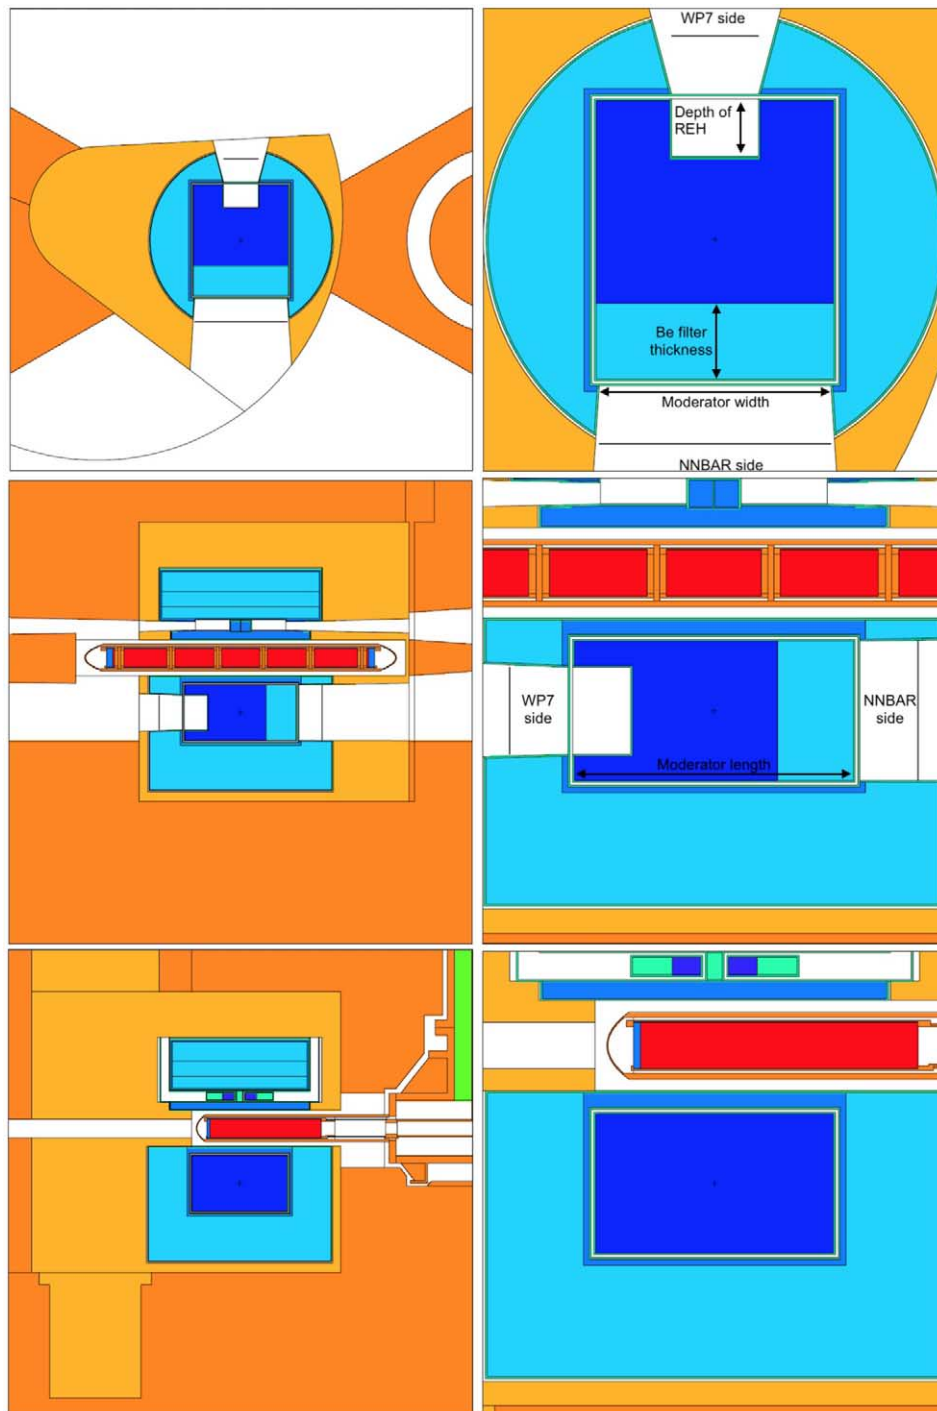 WP7 side
Depth of
REH
Be filter
thickness
Moderator width
NNBAR side
WP7
side
NNBAR
side
Moderator length